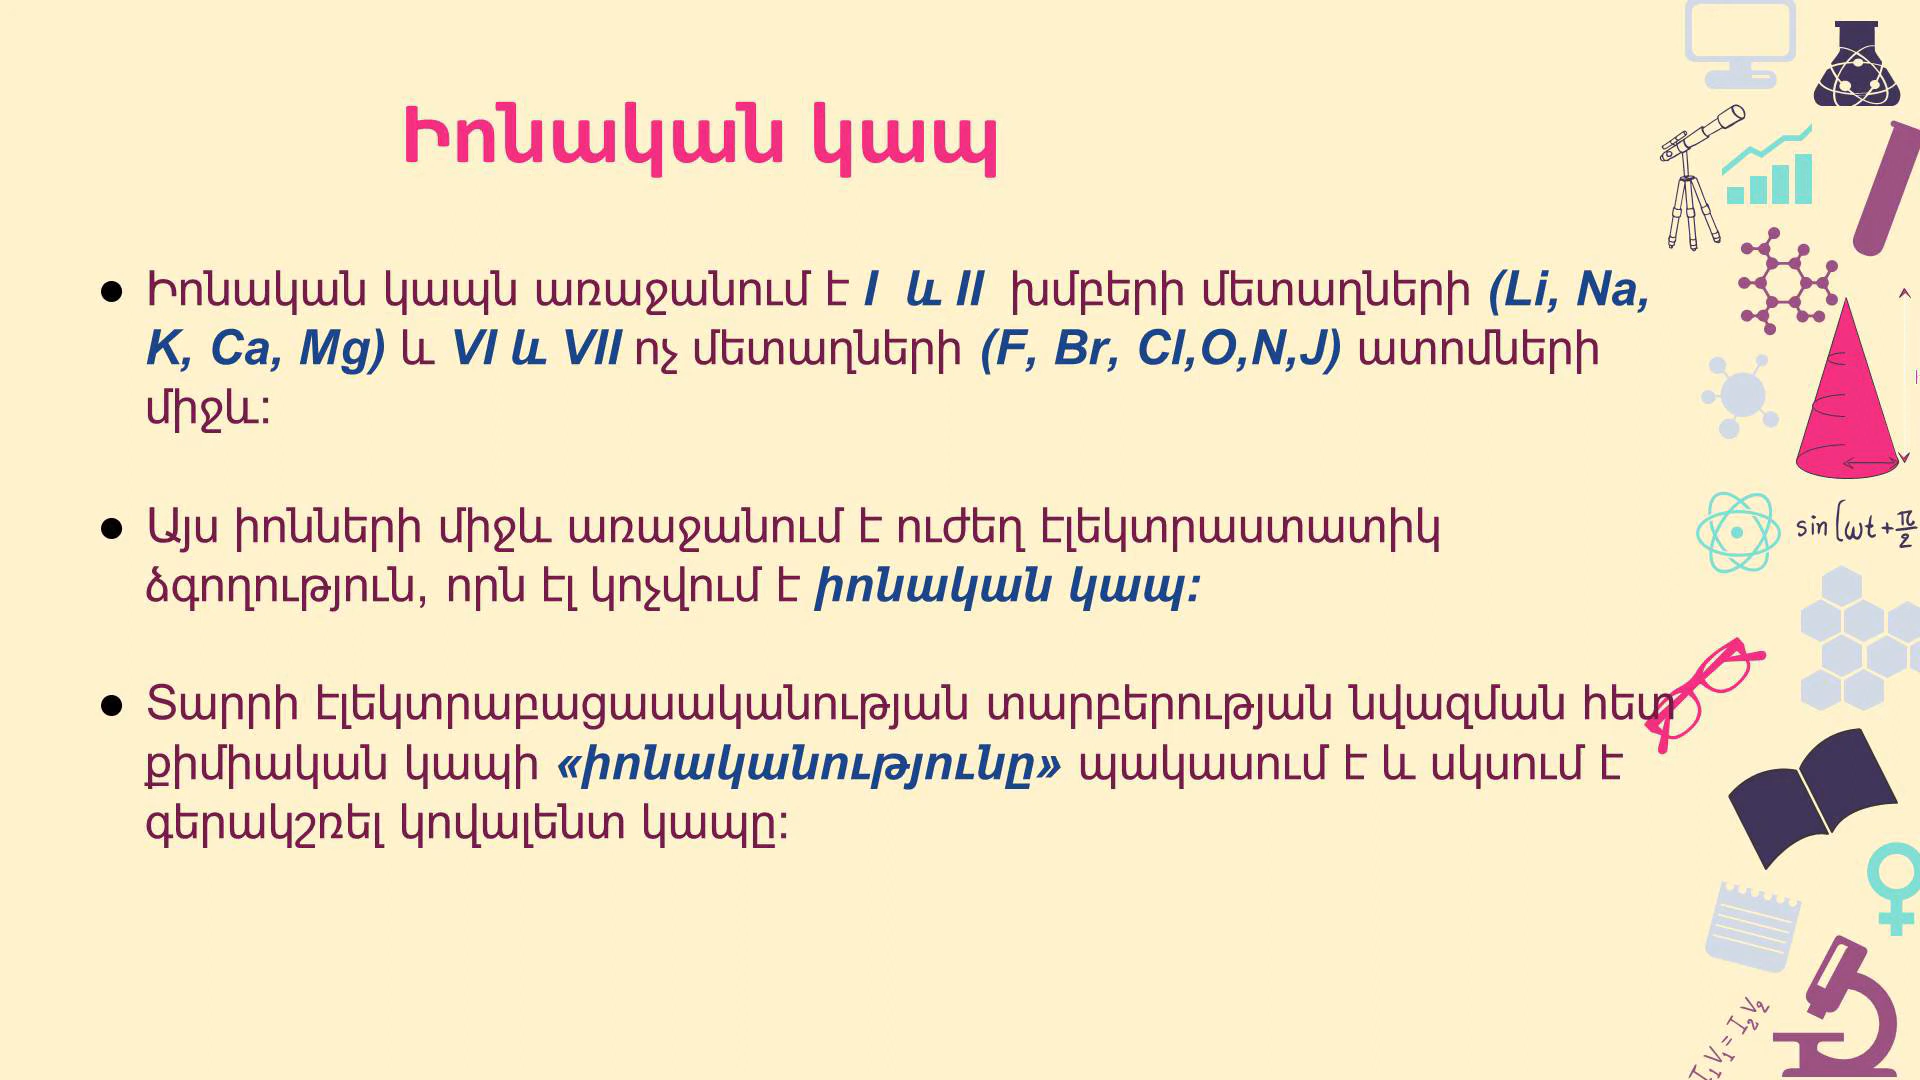 Իոնական կապ
● Իոնական կապն առաջանում է I և II խմբերի մետաղների (Li, Na,
K, Ca, Mg) և VI և VII ոչ մետաղների (F, Br, Cl,O,N,J) ատոմների
միջև:
● Այս իոնների միջև առաջանում է ուժեղ էլեկտրաստատիկ
ձգողություն, որն էլ կոչվում է իոնական կապ:
● Տարրի էլեկտրաբացասականության տարբերության նվազման հետ
քիմիական կապի «իոնականությունը» պակասում է և սկսում է
գերակշռել կովալենտ կապը:
sin(ωt+π/2
I₁V₁=I₂V₂